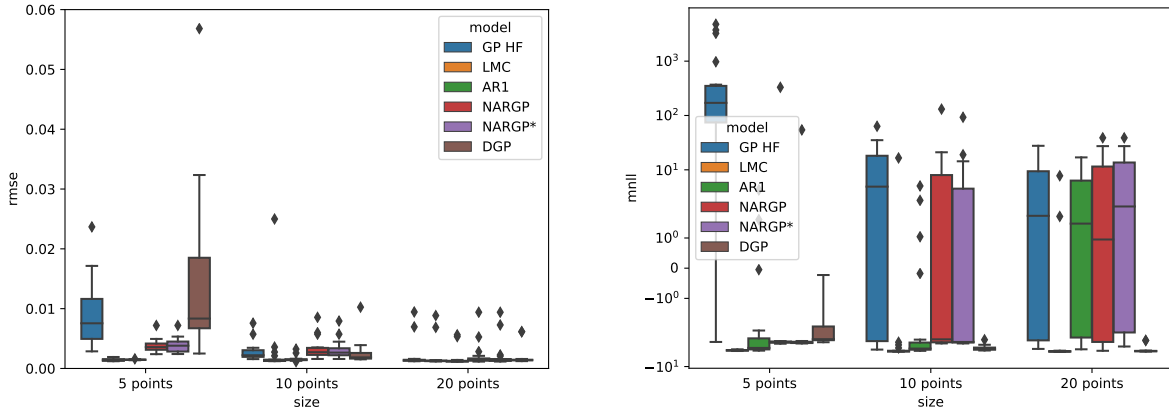 0.06
0.05
0.04
0.03
0.02
0.01
0.00
rmse
5 points
10 points
20 points
size
model
GP HF
LMC
AR1
NARGP
NARGP*
DGP
10³
10²
10¹
10⁰
0
−10⁰
−10¹
mnll
5 points
10 points
20 points
size
model
GP HF
LMC
AR1
NARGP
NARGP*
DGP